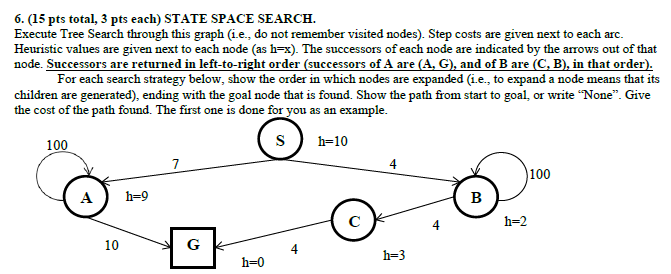 6. (15 pts total, 3 pts each) STATE SPACE SEARCH.
Execute Tree Search through this graph (i.e., do not remember visited nodes). Step costs are given next to each arc.
Heuristic values are given next to each node (as h=x). The successors of each node are indicated by the arrows out of that
node. Successors are returned in left-to-right order (successors of A are (A, G), and of B are (C, B), in that order).
For each search strategy below, show the order in which nodes are expanded (i.e., to expand a node means that its
children are generated), ending with the goal node that is found. Show the path from start to goal, or write “None”. Give
the cost of the path found. The first one is done for you as an example.
S h=10
100
7 4
100
A h=9 B
C h=2
4
10 G 4 h=3
h=0